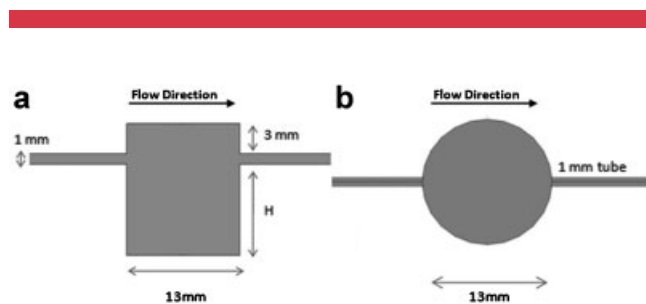 a
Flow Direction
1 mm
3 mm
H
13mm
b
Flow Direction
1 mm tube
13mm